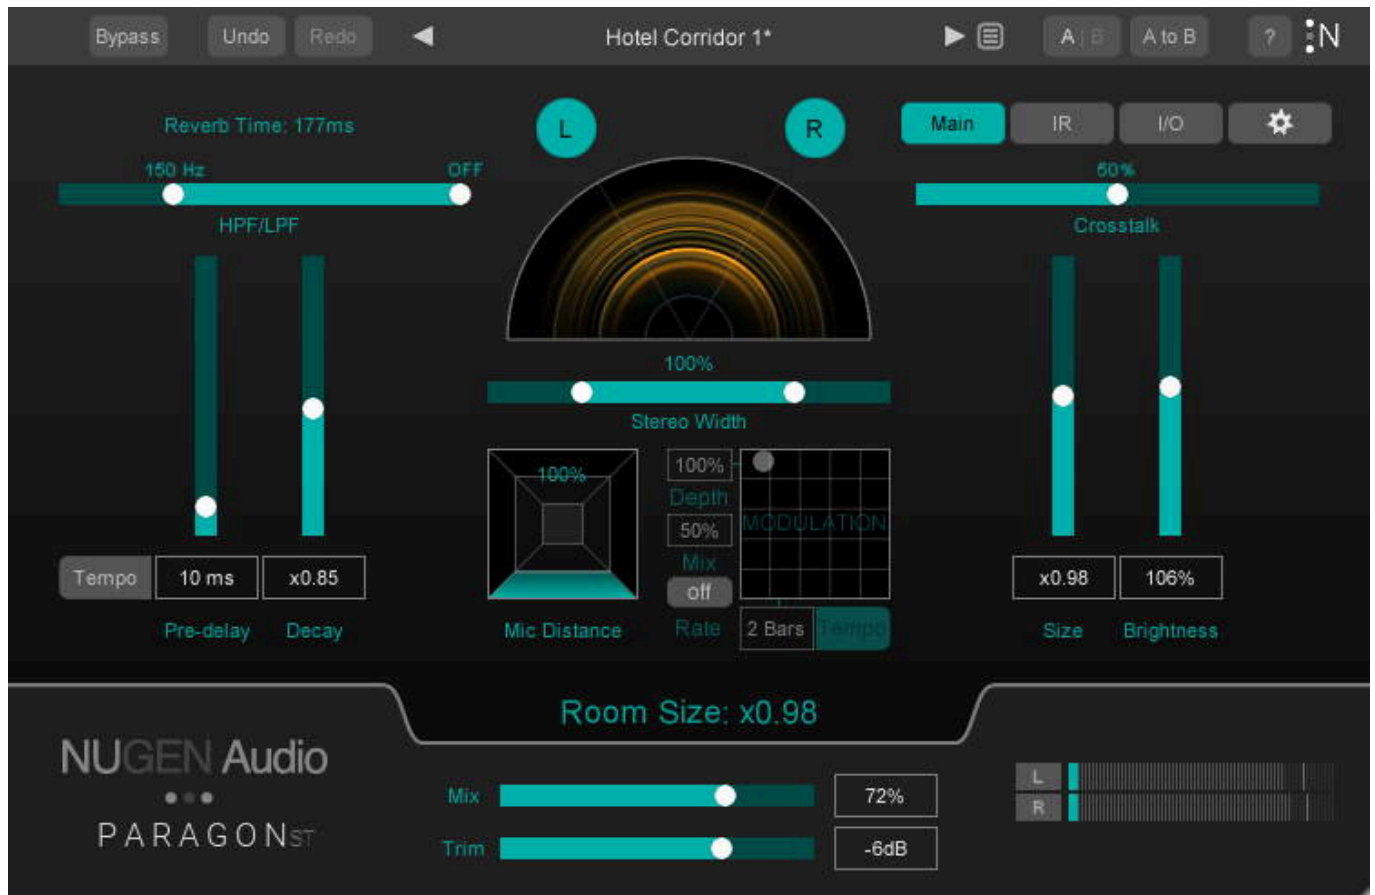 Bypass Undo Redo Hotel Corridor 1* A | B A to B ? N
Reverb Time: 177ms L R Main IR I/O
150 Hz OFF 50%
HPF/LPF Crosstalk
100%
Stereo Width
100% 100%
Depth
50% MODULATION
Mix
off
Tempo 10 ms x0.85 x0.98 106%
Pre-delay Decay Mic Distance Rate 2 Bars Tempo Size Brightness
Room Size: x0.98
NUGEN Audio
PARAGON ST
Mix 72% L
R
Trim -6dB